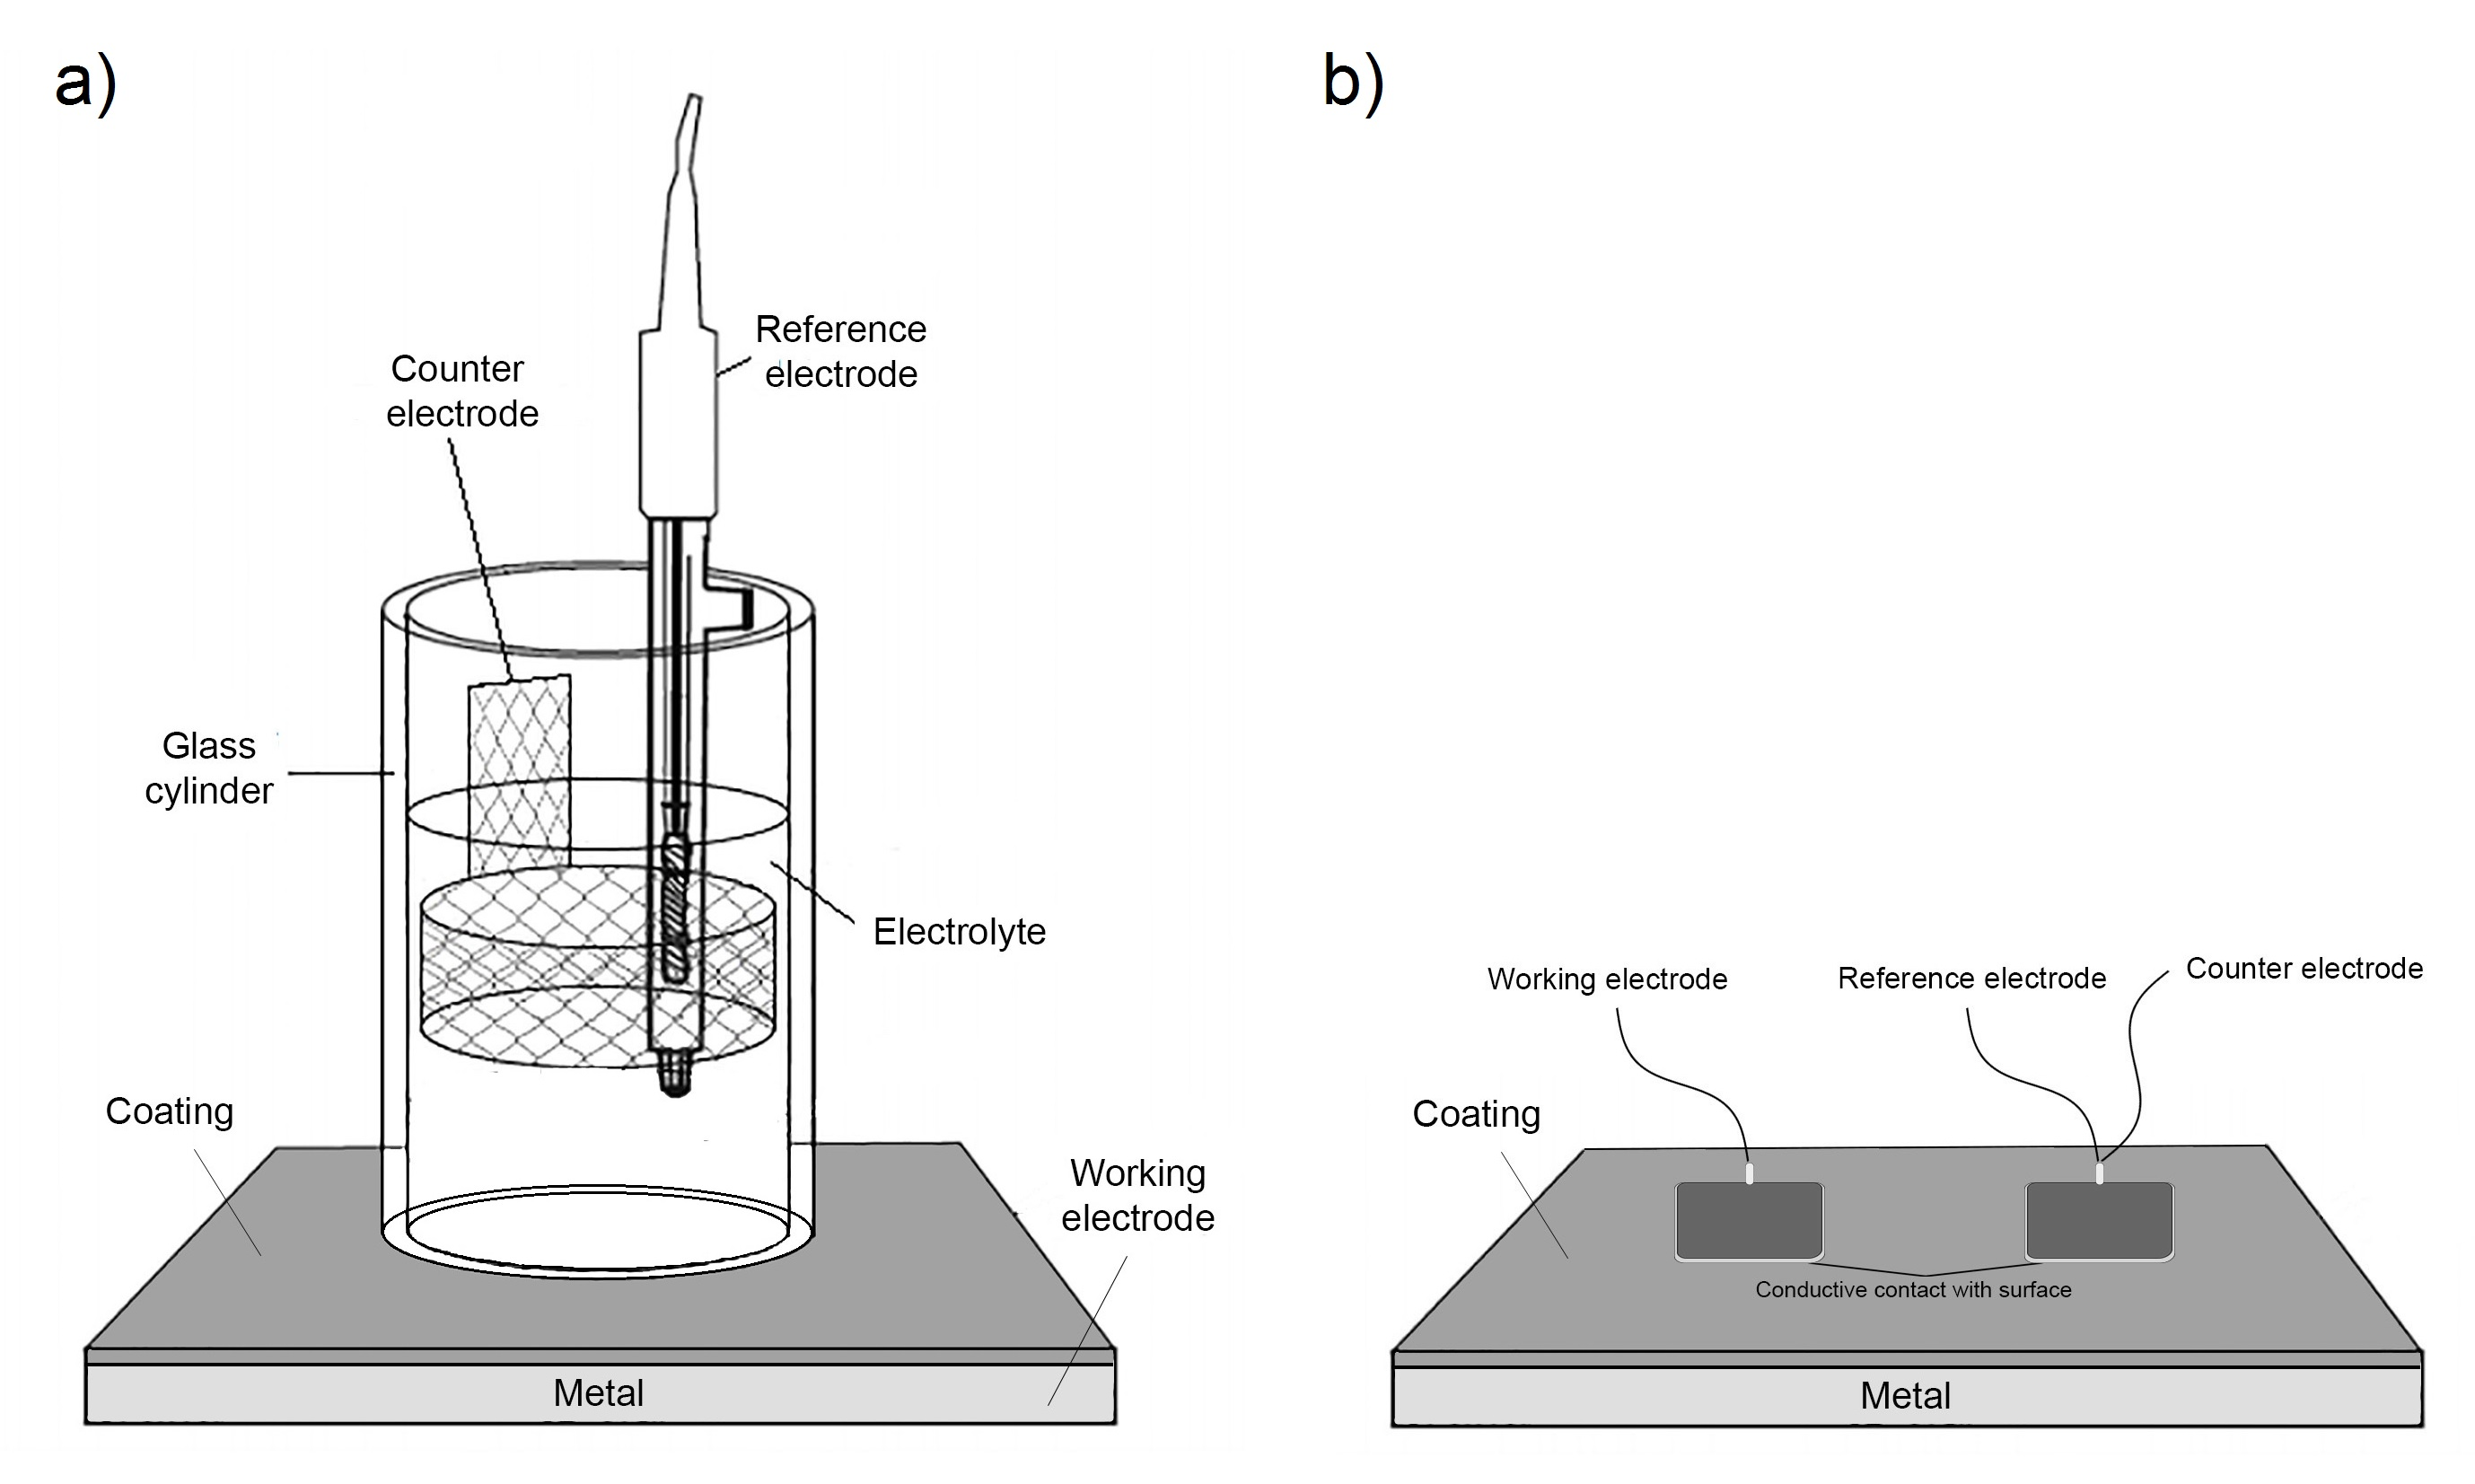 a)
Reference
electrode
Counter
electrode
Glass
cylinder
Electrolyte
Coating
Working
electrode
Metal
b)
Working electrode
Reference electrode
Counter electrode
Coating
Conductive contact with surface
Metal